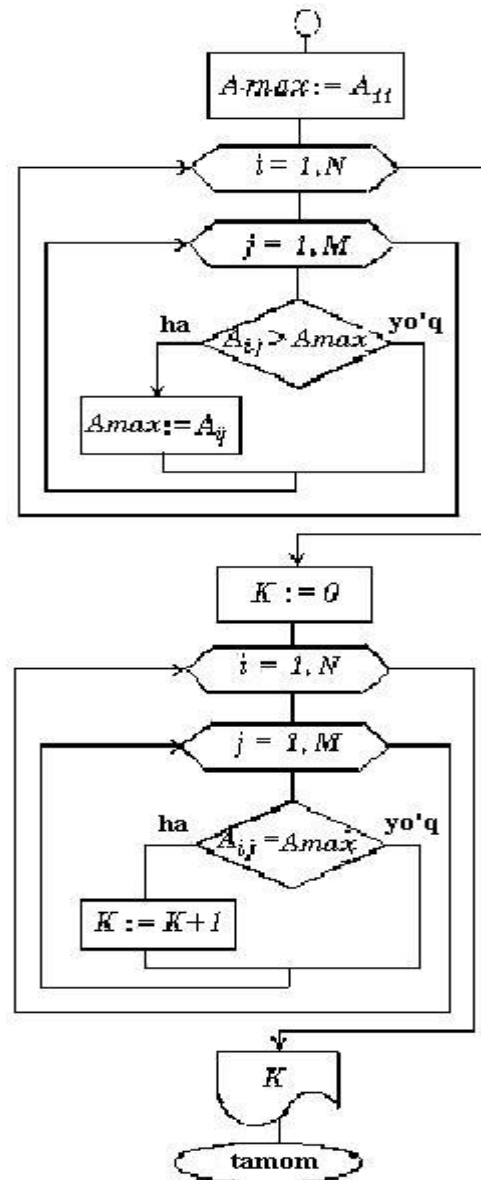 Amax := A11
i = 1,N
j = 1,M
ha
yo'q
Aij > Amax
Amax := Aij
K := 0
i = 1,N
j = 1,M
ha
yo'q
Aij = Amax
K := K+1
K
tamom